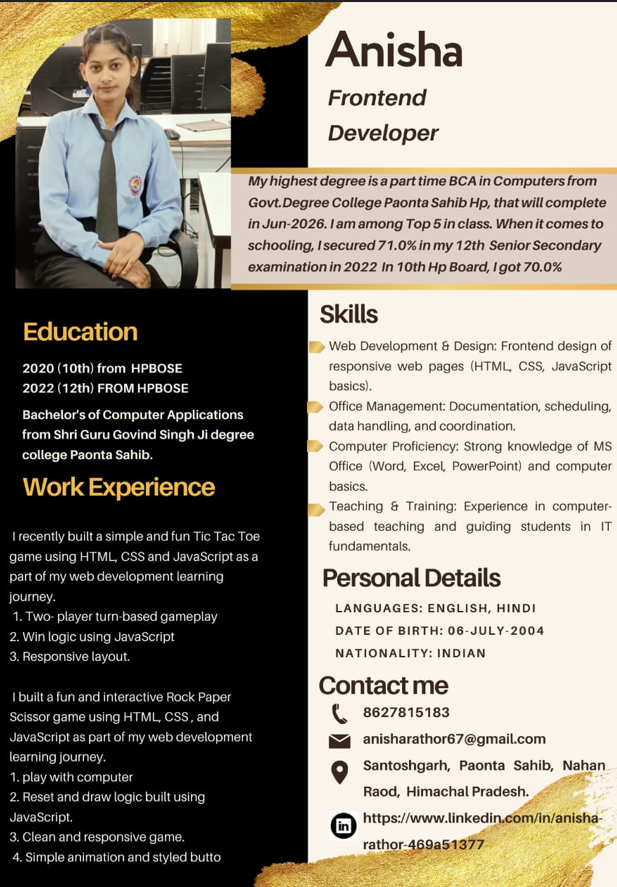 Anisha
Frontend
Developer
My highest degree is a part time BCA in Computers from
Govt.Degree College Paonta Sahib Hp, that will complete
in Jun-2026. I am among Top 5 in class. When it comes to
schooling, I secured 71.0% in my 12th Senior Secondary
examination in 2022 In 10th Hp Board, I got 70.0%
Education
2020 (10th) from HPBOSE
2022 (12th) FROM HPBOSE
Bachelor's of Computer Applications
from Shri Guru Govind Singh Ji degree
college Paonta Sahib.
Work Experience
I recently built a simple and fun Tic Tac Toe
game using HTML, CSS and JavaScript as a
part of my web development learning
journey.
1. Two- player turn-based gameplay
2. Win logic using JavaScript
3. Responsive layout.
I built a fun and interactive Rock Paper
Scissor game using HTML, CSS , and
JavaScript as part of my web development
learning journey.
1. play with computer
2. Reset and draw logic built using
JavaScript.
3. Clean and responsive game.
4. Simple animation and styled butto
Skills
Web Development & Design: Frontend design of
responsive web pages (HTML, CSS, JavaScript
basics).
Office Management: Documentation, scheduling,
data handling, and coordination.
Computer Proficiency: Strong knowledge of MS
Office (Word, Excel, PowerPoint) and computer
basics.
Teaching & Training: Experience in computer-
based teaching and guiding students in IT
fundamentals.
Personal Details
LANGUAGES: ENGLISH, HINDI
DATE OF BIRTH: 06-JULY-2004
NATIONALITY: INDIAN
Contact me
8627815183
anisharathor67@gmail.com
Santoshgarh, Paonta Sahib, Nahan
Raod, Himachal Pradesh.
in
https://www.linkedin.com/in/anisha-
rathor-469a51377